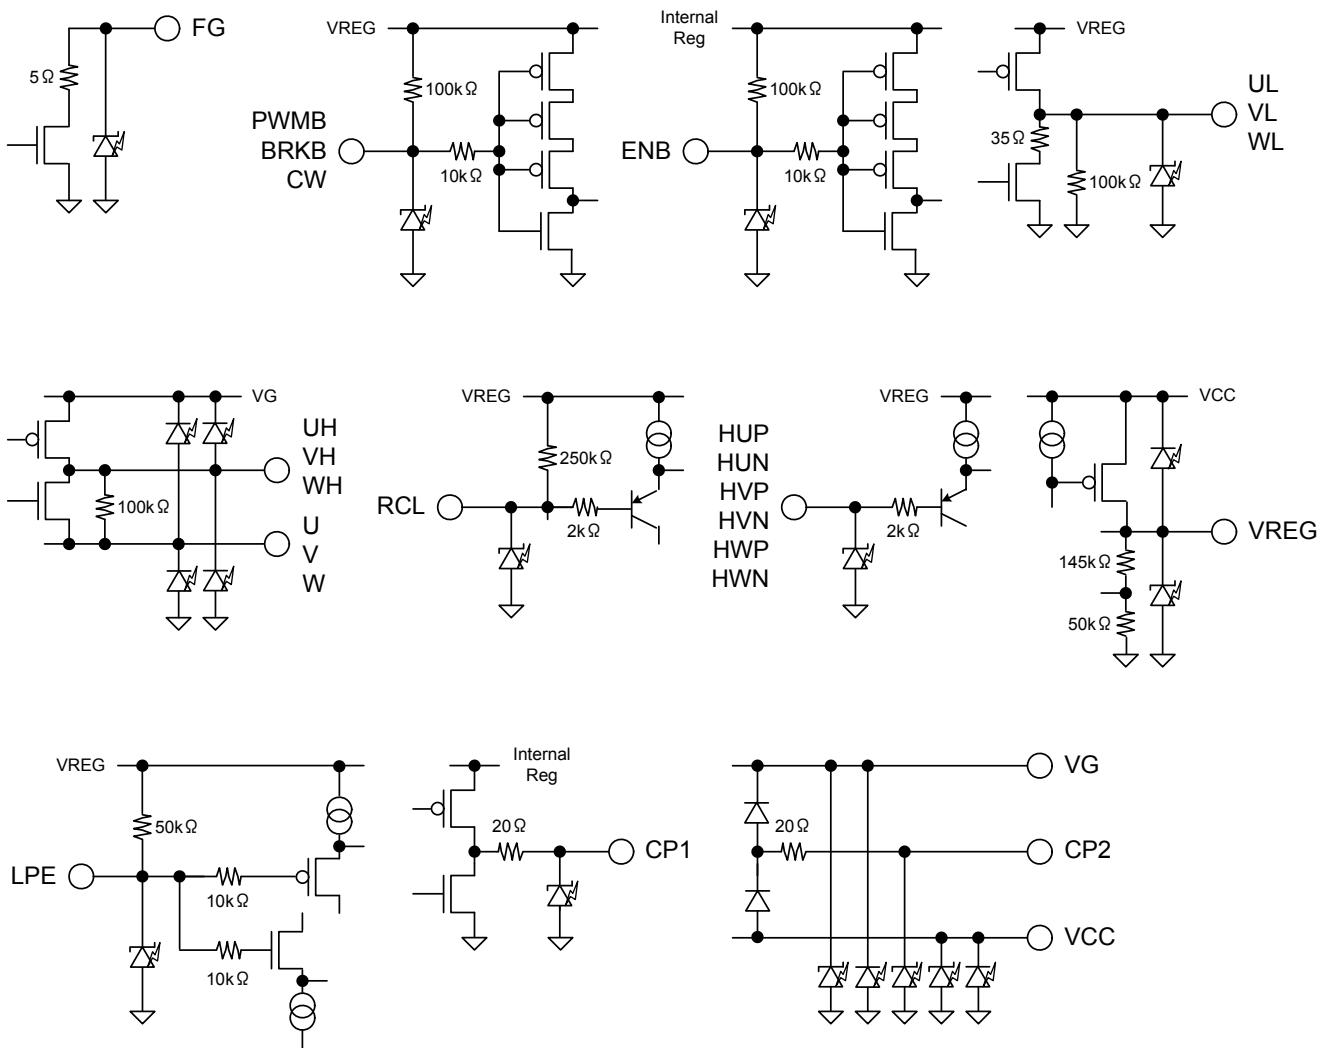 FG
5Ω
VREG
100kΩ
PWMB
BRKB
CW
10kΩ
Internal
Reg
100kΩ
ENB
10kΩ
VREG
UL
VL
WL
35Ω
100kΩ
VG
UH
VH
WH
100kΩ
U
V
W
VREG
250kΩ
RCL
2kΩ
VREG
HUP
HUN
HVP
HVN
HWP
HWN
2kΩ
VCC
VREG
145kΩ
50kΩ
VREG
50kΩ
LPE
10kΩ
10kΩ
Internal
Reg
20Ω
CP1
VG
20Ω
CP2
VCC